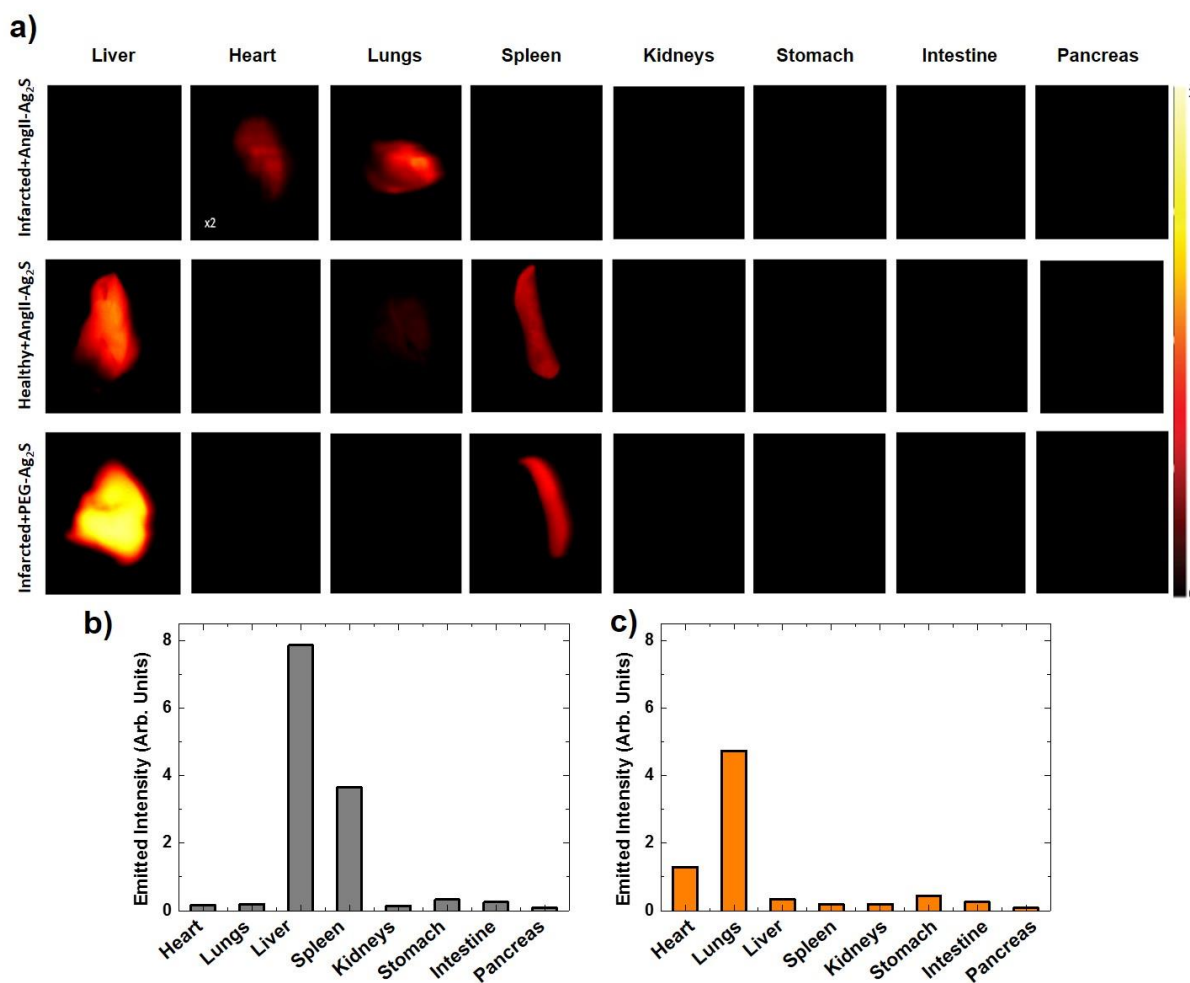 a)
Liver Heart Lungs Spleen Kidneys Stomach Intestine Pancreas
Infarcted+AngII-Ag₂S
x2
Healthy+AngII-Ag₂S
Infarcted+PEG-Ag₂S
b)
Emitted Intensity (Arb. Units)
8
6
4
2
0
Heart Lungs Liver Spleen Kidneys Stomach Intestine Pancreas
c)
Emitted Intensity (Arb. Units)
8
6
4
2
0
Heart Lungs Liver Spleen Kidneys Stomach Intestine Pancreas